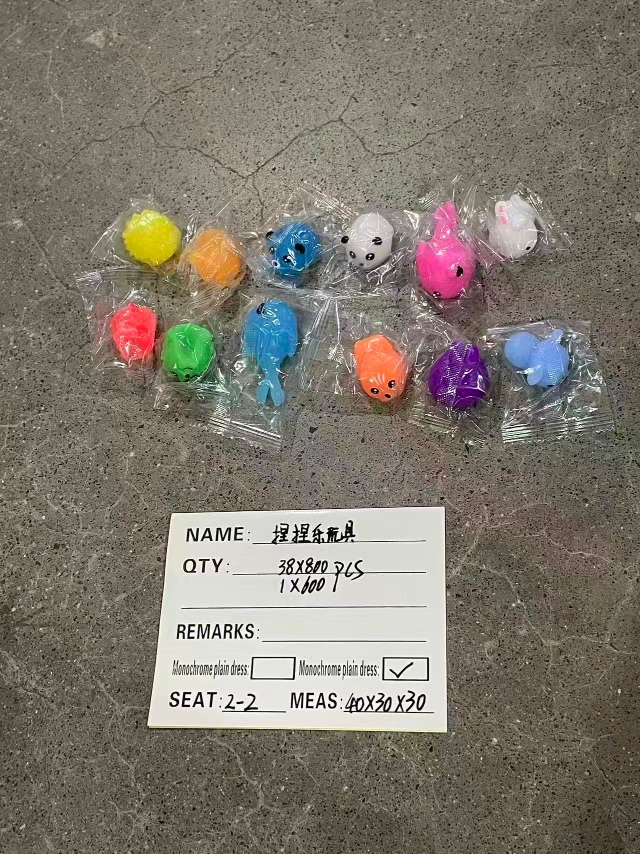 NAME: 捏捏乐玩具
QTY: 38X800 PCS
1X600
REMARKS:
Monochrome plain dress: Monochrome plain dress: ✓
SEAT: 2-2 MEAS: 40X30X30